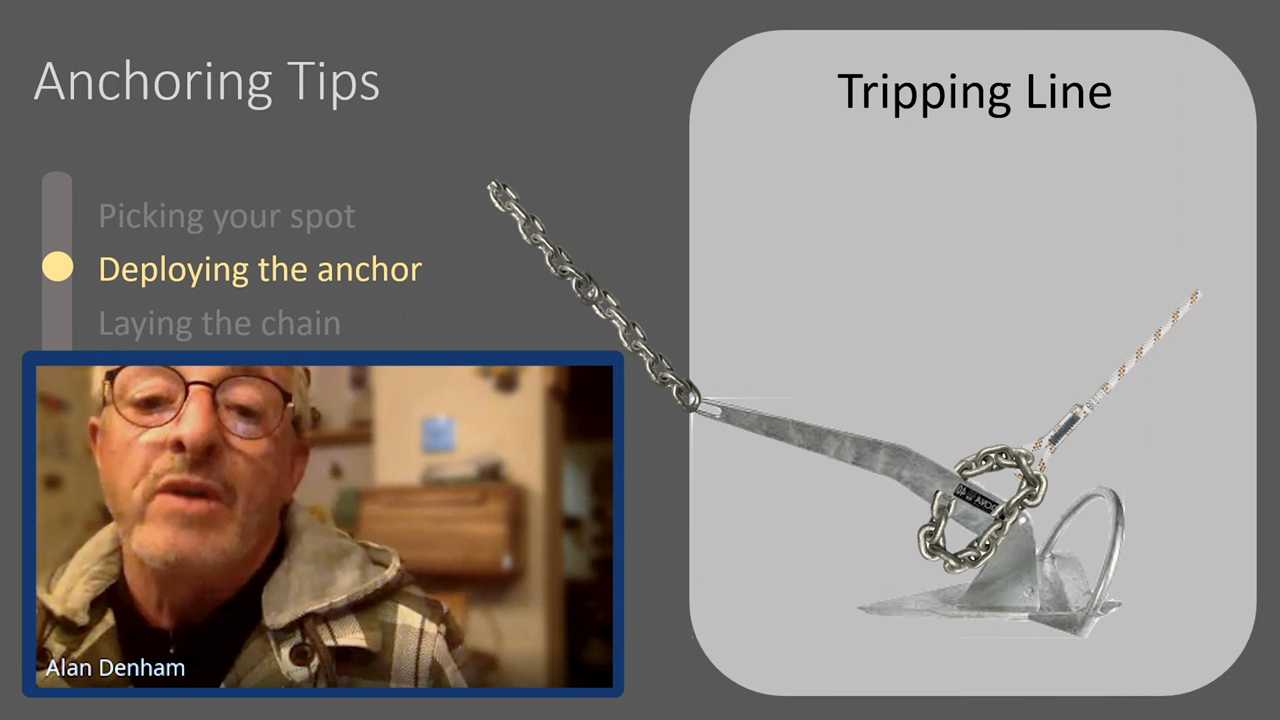 Anchoring Tips
Picking your spot
Deploying the anchor
Laying the chain
Alan Denham
Tripping Line